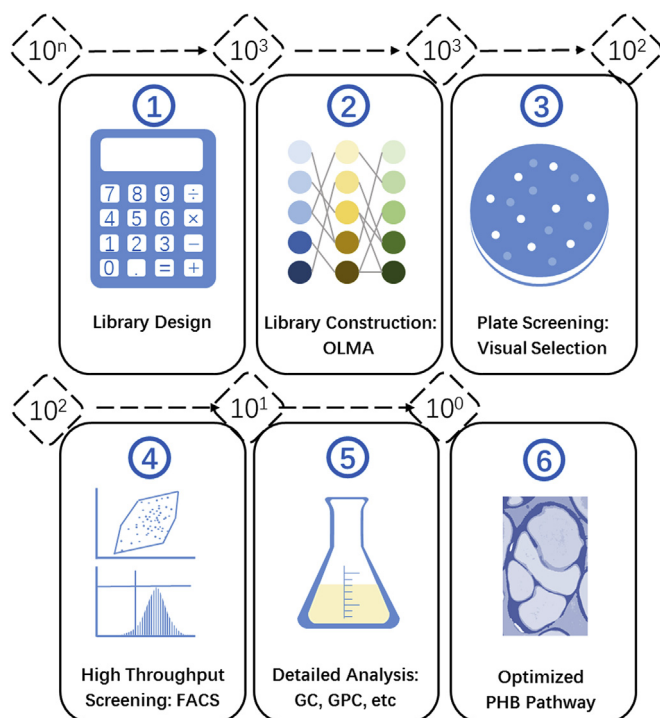 10ⁿ 10³ 10³ 10²
① ② ③
7 8 9 ÷
4 5 6 ×
1 2 3 −
0 . = +
Library Design
Library Construction:
OLMA
Plate Screening:
Visual Selection
10² 10¹ 10⁰
④ ⑤ ⑥
High Throughput
Screening: FACS
Detailed Analysis:
GC, GPC, etc
Optimized
PHB Pathway